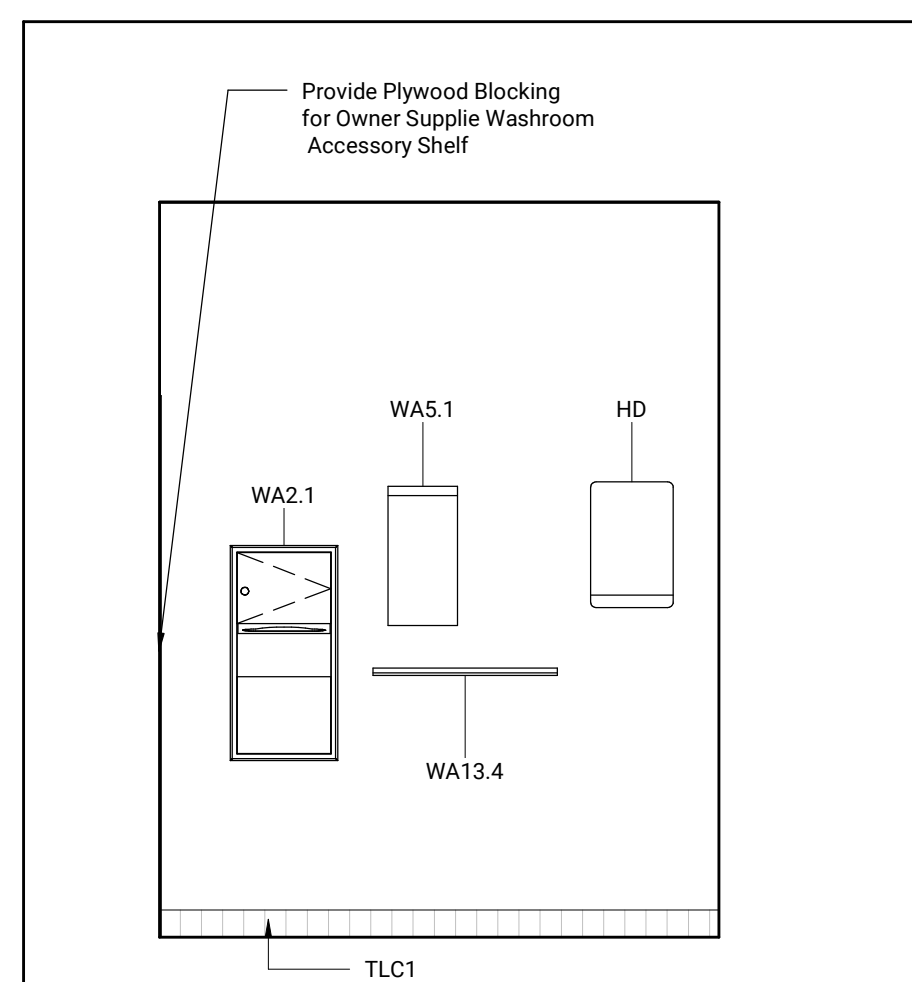 Provide Plywood Blocking
for Owner Supplie Washroom
Accessory Shelf
WA5.1
HD
WA2.1
WA13.4
TLC1